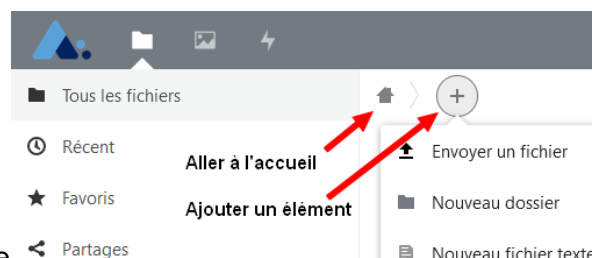 Tous les fichiers
Récent
Aller à l'accueil
Envoyer un fichier
Favoris
Ajouter un élément
Nouveau dossier
Partages
Nouveau fichier texte